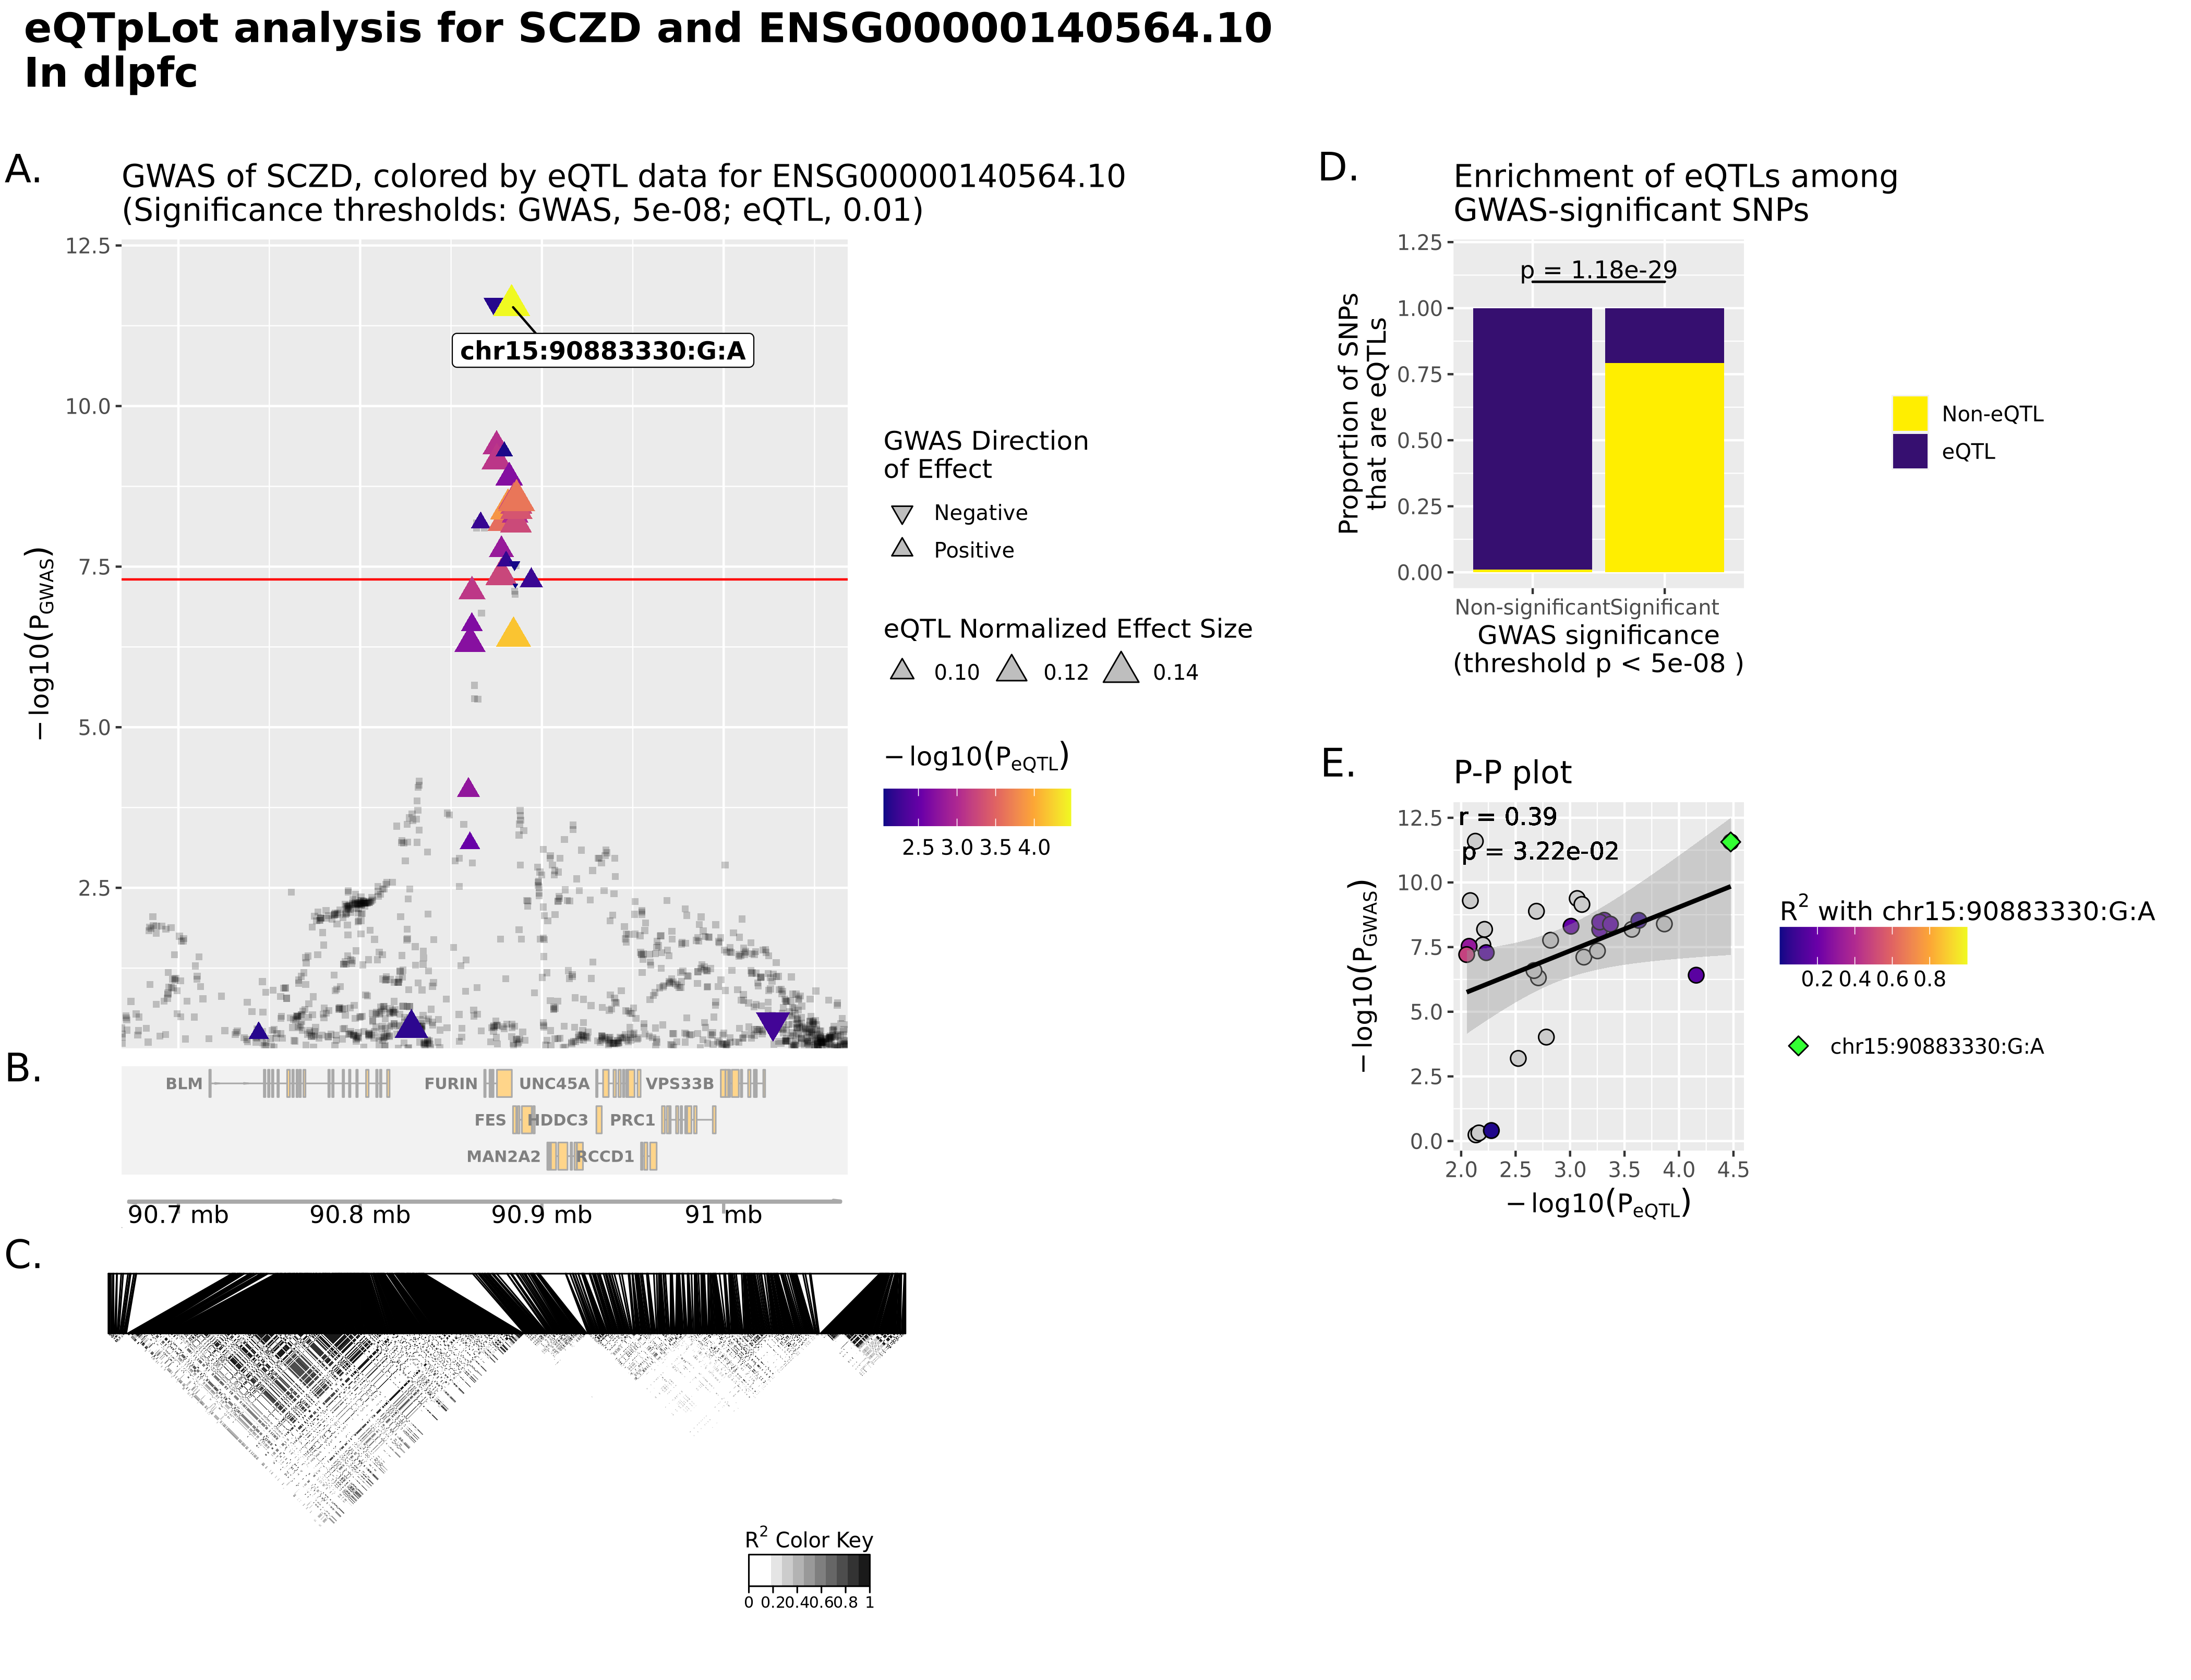 eQTpLot analysis for SCZD and ENSG00000140564.10
In dlpfc
A.
GWAS of SCZD, colored by eQTL data for ENSG00000140564.10
(Significance thresholds: GWAS, 5e-08; eQTL, 0.01)
12.5
10.0
7.5
5.0
2.5
−log10(PGWAS)
chr15:90883330:G:A
GWAS Direction
of Effect
Negative
Positive
eQTL Normalized Effect Size
0.10 0.12 0.14
−log10(PeQTL)
2.5 3.0 3.5 4.0
B.
BLM FURIN UNC45A VPS33B
FES HDDC3 PRC1
MAN2A2 RCCD1
90.7 mb 90.8 mb 90.9 mb 91 mb
C.
R2 Color Key
0 0.2 0.4 0.6 0.8 1
D.
Enrichment of eQTLs among
GWAS-significant SNPs
1.25
1.00
0.75
0.50
0.25
0.00
Proportion of SNPs
that are eQTLs
p = 1.18e-29
Non-significant Significant
GWAS significance
(threshold p < 5e-08 )
Non-eQTL
eQTL
E.
P-P plot
r = 0.39
p = 3.22e-02
12.5
10.0
7.5
5.0
2.5
0.0
−log10(PGWAS)
2.0 2.5 3.0 3.5 4.0 4.5
−log10(PeQTL)
R2 with chr15:90883330:G:A
0.2 0.4 0.6 0.8
chr15:90883330:G:A